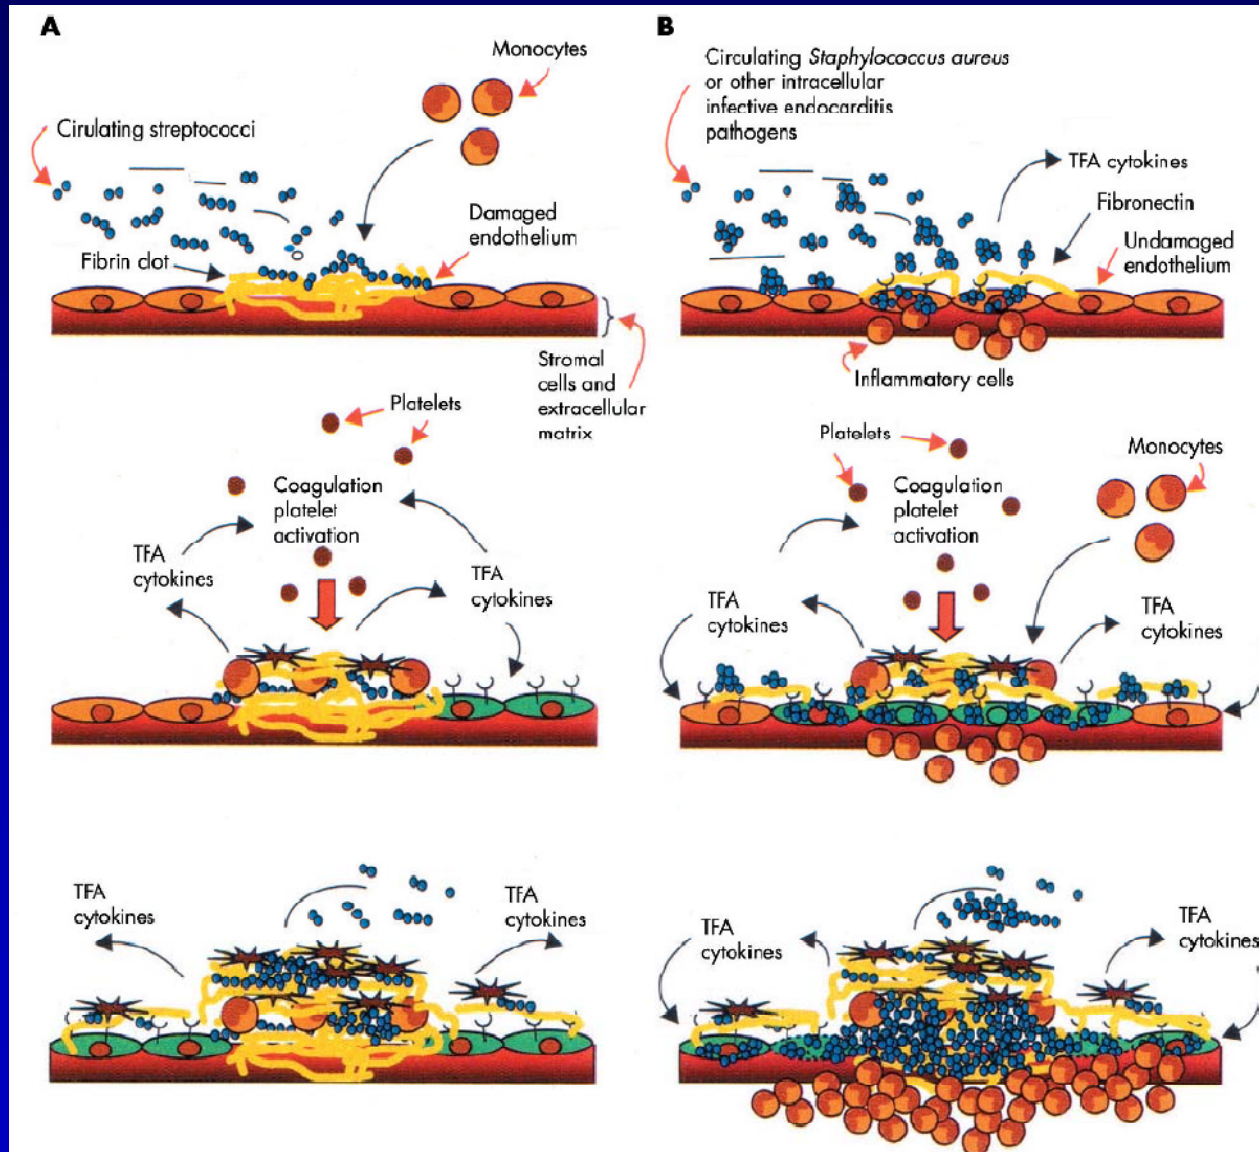 A
Monocytes
Cirulating streptococci
Damaged
endothelium
Fibrin clot
Stromal
cells and
extracellular
matrix
Platelets
Coagulation
platelet
activation
TFA
cytokines
TFA
cytokines
TFA
cytokines
TFA
cytokines
B
Circulating Staphylococcus aureus
or other intracellular
infective endocarditis
pathogens
TFA cytokines
Fibronectin
Undamaged
endothelium
Inflammatory cells
Platelets
Monocytes
Coagulation
platelet
activation
TFA
cytokines
TFA
cytokines
TFA
cytokines
TFA
cytokines